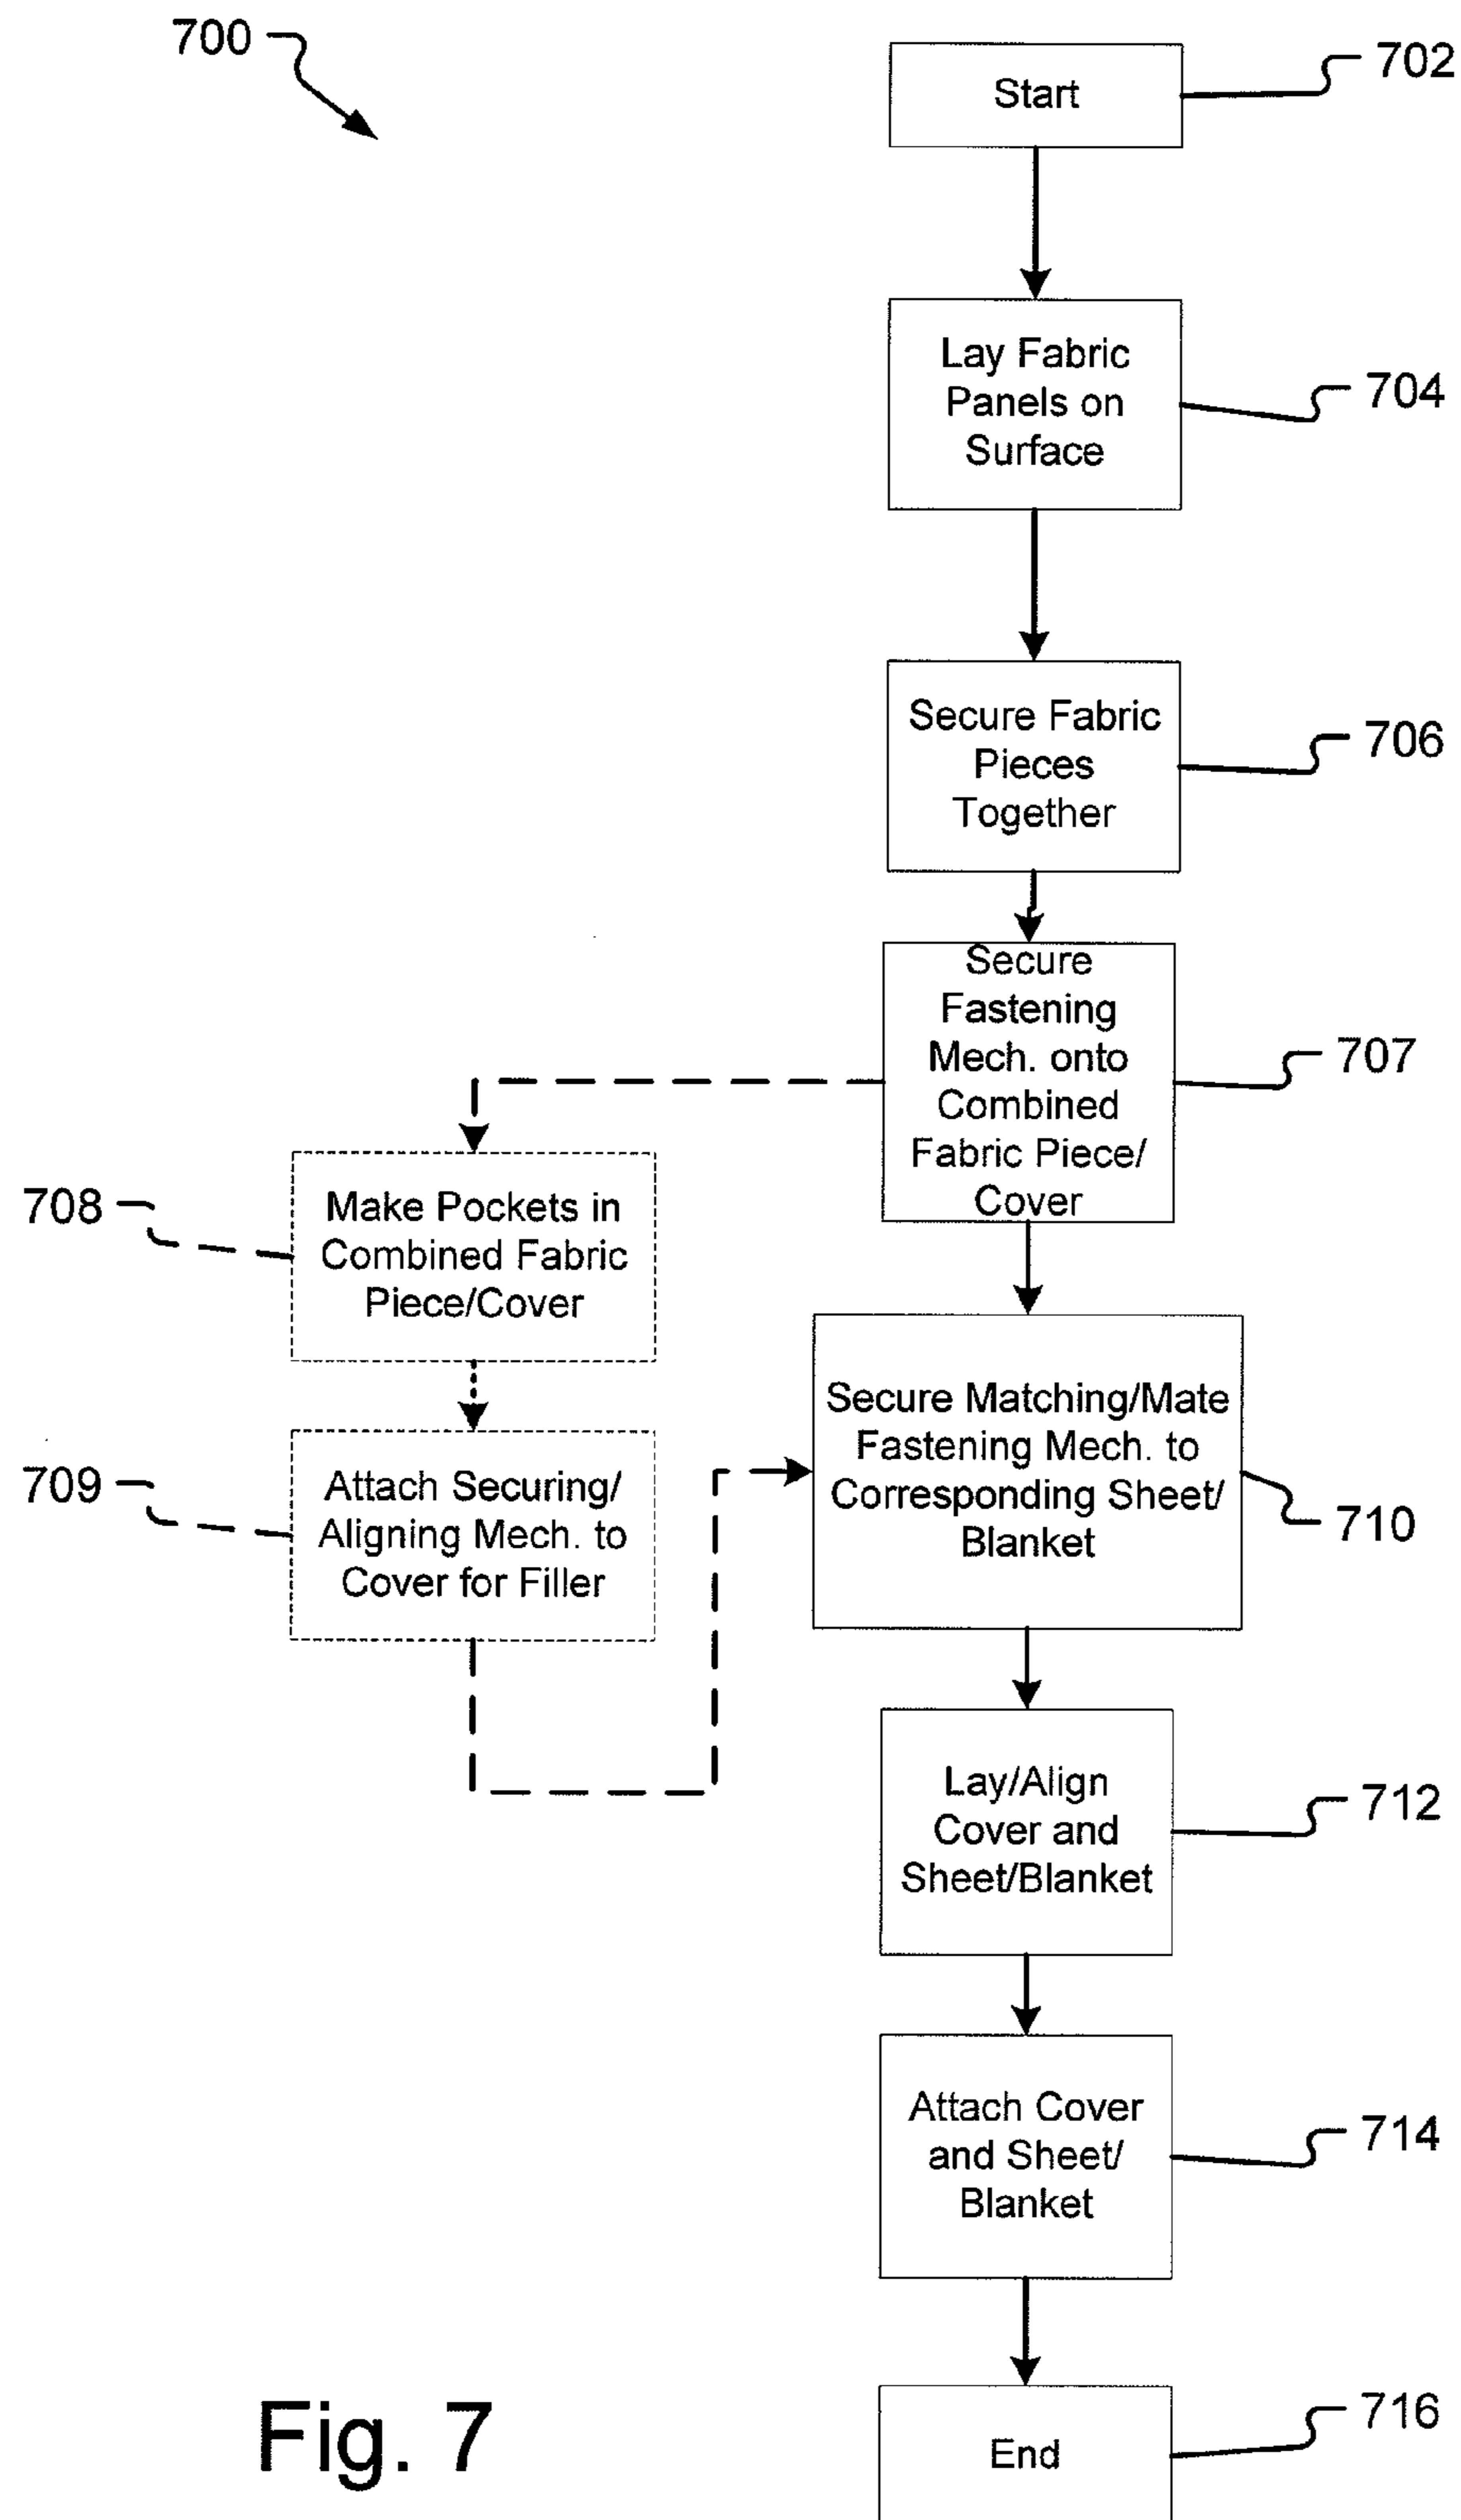 700
Start
702
Lay Fabric
Panels on
Surface
704
Secure Fabric
Pieces
Together
706
Secure
Fastening
Mech. onto
Combined
Fabric Piece/
Cover
707
708
Make Pockets in
Combined Fabric
Piece/Cover
709
Attach Securing/
Aligning Mech. to
Cover for Filler
Secure Matching/Mate
Fastening Mech. to
Corresponding Sheet/
Blanket
710
Lay/Align
Cover and
Sheet/Blanket
712
Attach Cover
and Sheet/
Blanket
714
End
716
Fig. 7